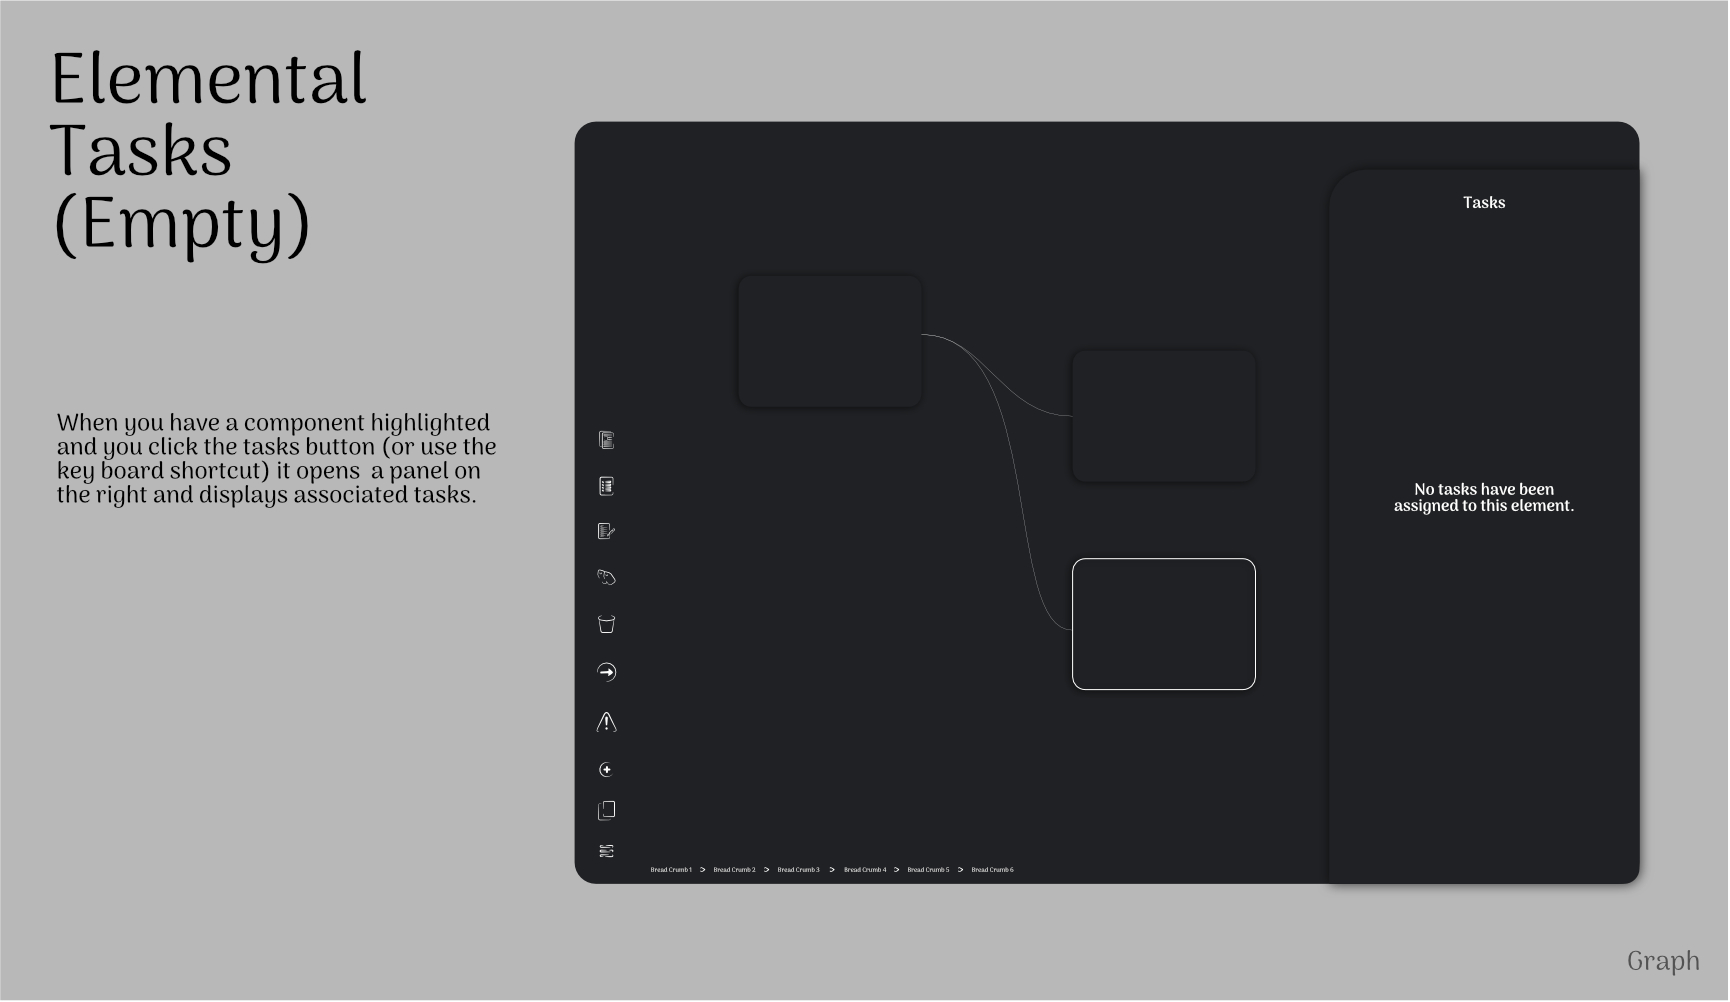 Elemental
Tasks
(Empty)
When you have a component highlighted
and you click the tasks button (or use the
key board shortcut) it opens  a panel on
the right and displays associated tasks.
Tasks
No tasks have been
assigned to this element.
Bread Crumb 1 > Bread Crumb 2 > Bread Crumb 3 > Bread Crumb 4 > Bread Crumb 5 > Bread Crumb 6
Graph